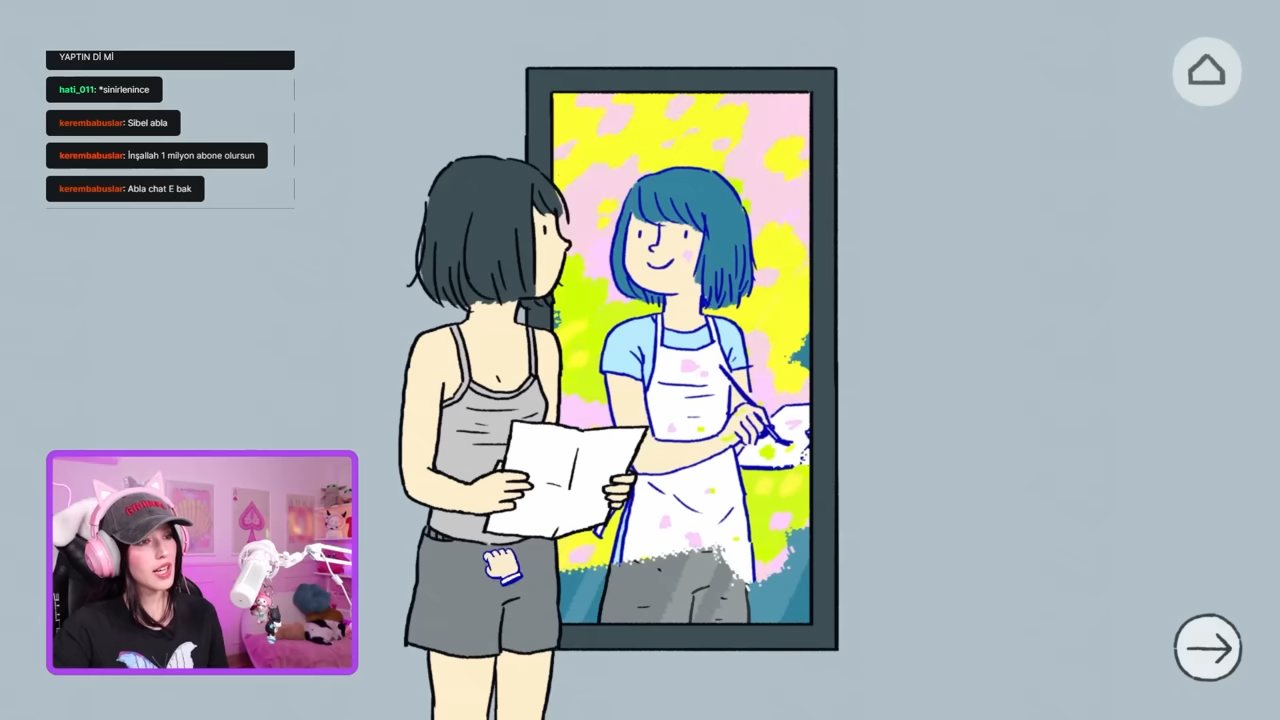 YAPTIN Dİ Mİ
hati_011: *sinirlenince
kerembabuslar: Sibel abla
kerembabuslar: İnşallah 1 milyon abone olursun
kerembabuslar: Abla chat E bak